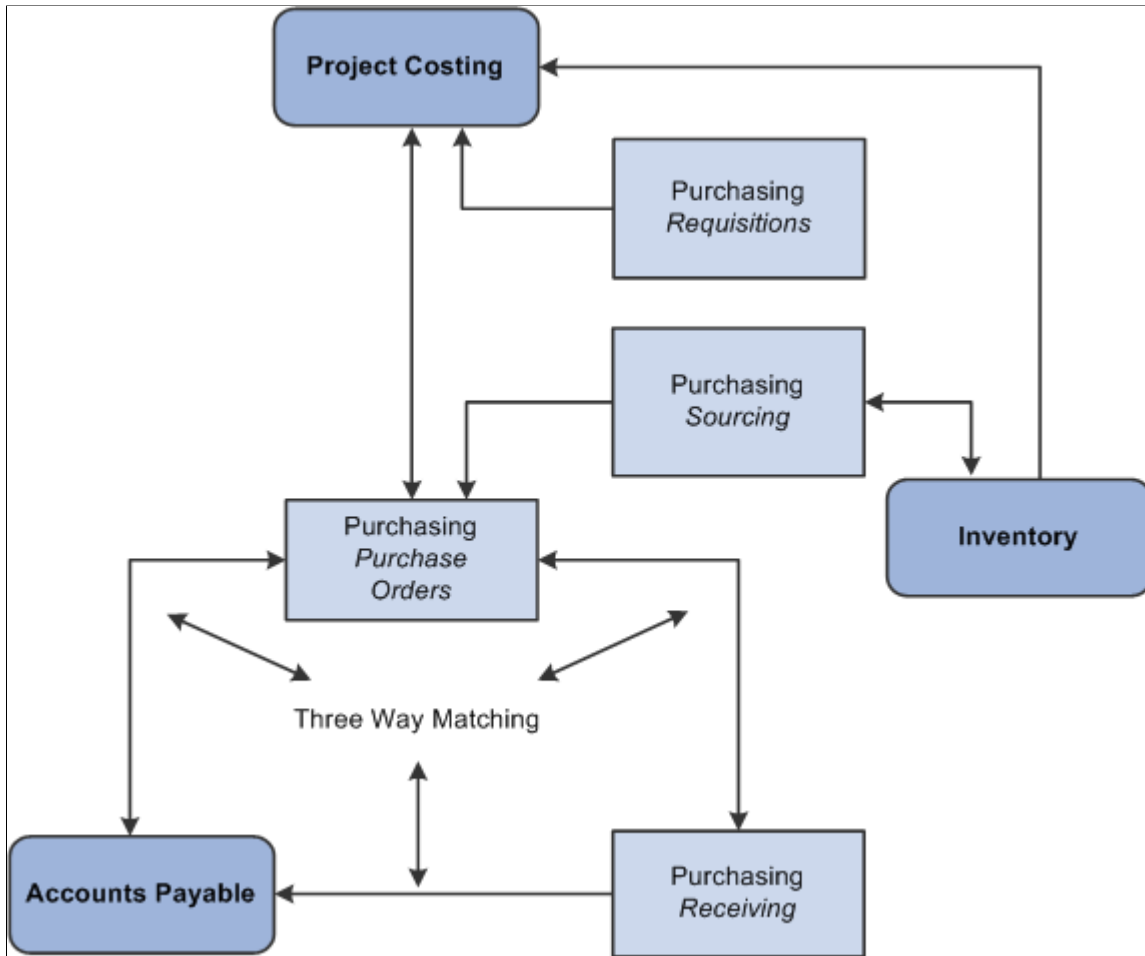 Project Costing
Purchasing
Requisitions
Purchasing
Sourcing
Inventory
Purchasing
Purchase
Orders
Three Way Matching
Accounts Payable
Purchasing
Receiving